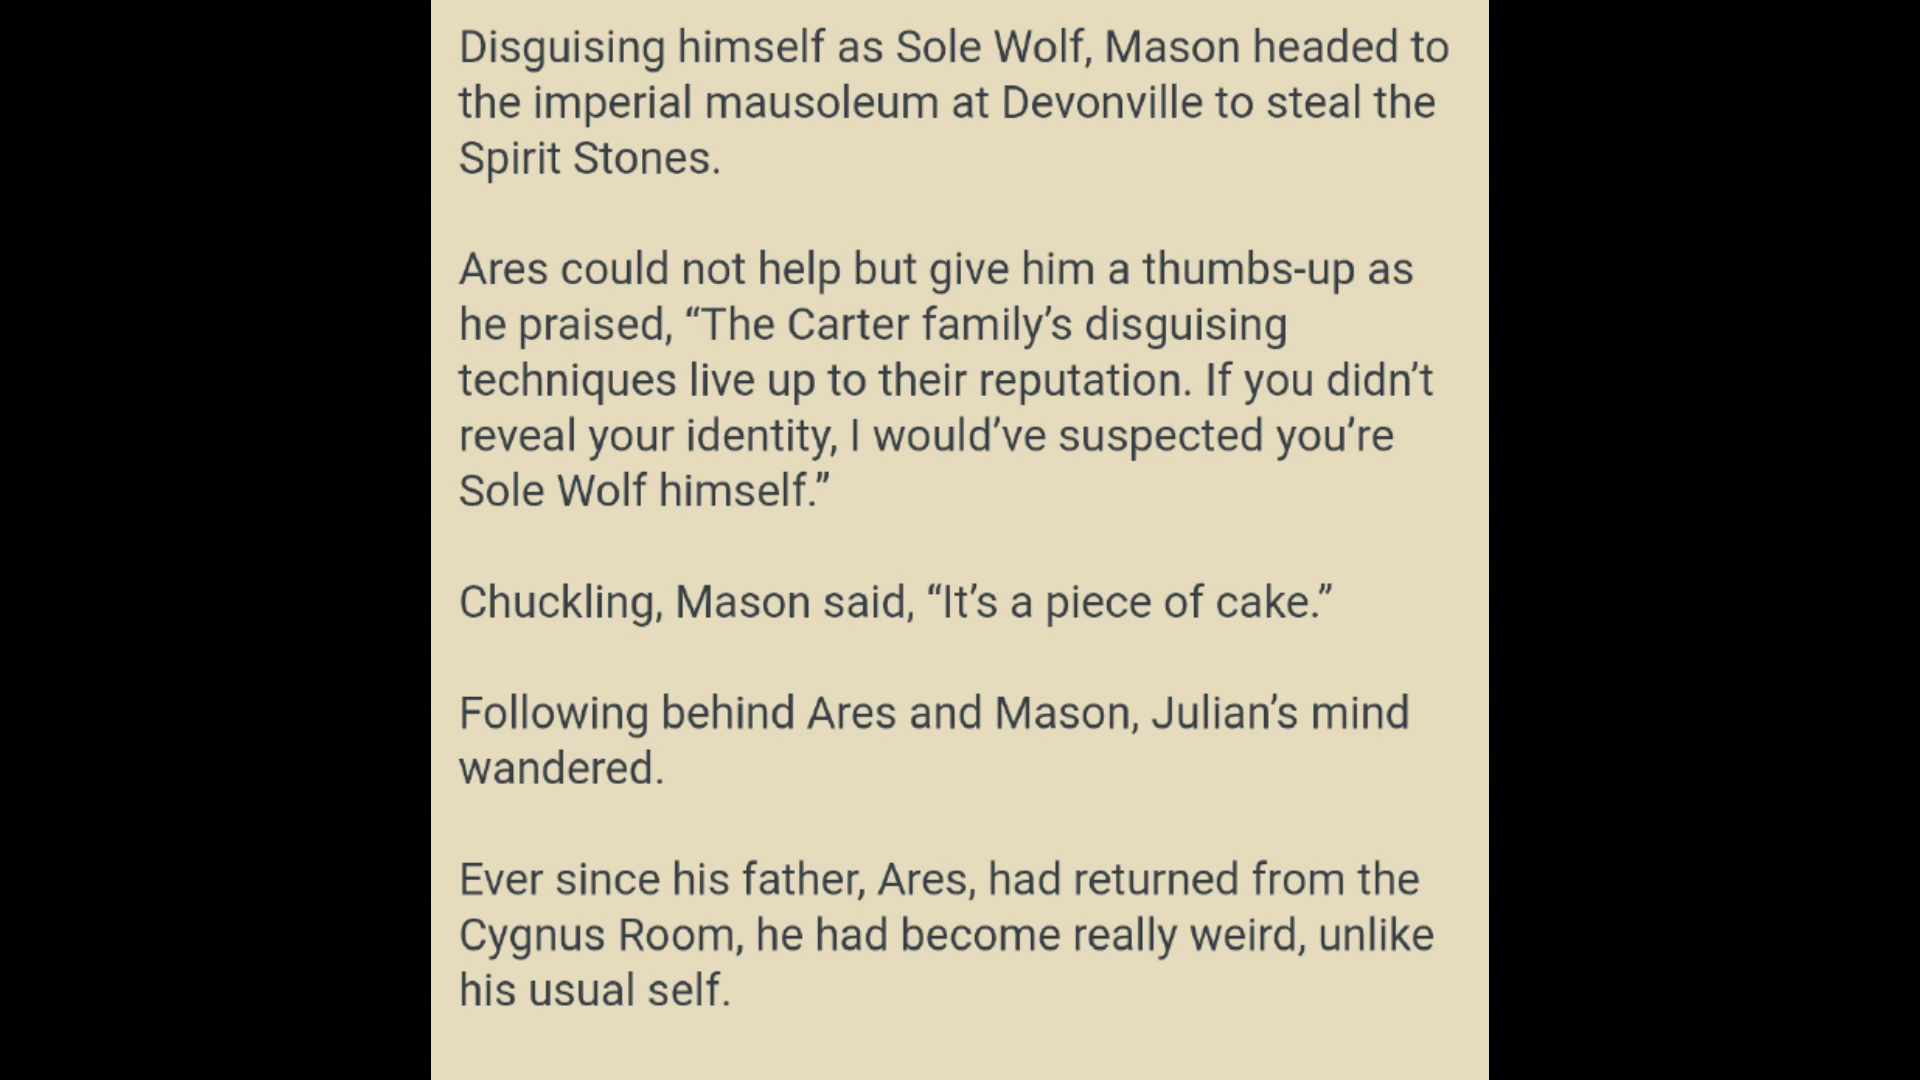 Disguising himself as Sole Wolf, Mason headed to
the imperial mausoleum at Devonville to steal the
Spirit Stones.
Ares could not help but give him a thumbs-up as
he praised, “The Carter family’s disguising
techniques live up to their reputation. If you didn’t
reveal your identity, I would’ve suspected you’re
Sole Wolf himself.”
Chuckling, Mason said, “It’s a piece of cake.”
Following behind Ares and Mason, Julian’s mind
wandered.
Ever since his father, Ares, had returned from the
Cygnus Room, he had become really weird, unlike
his usual self.